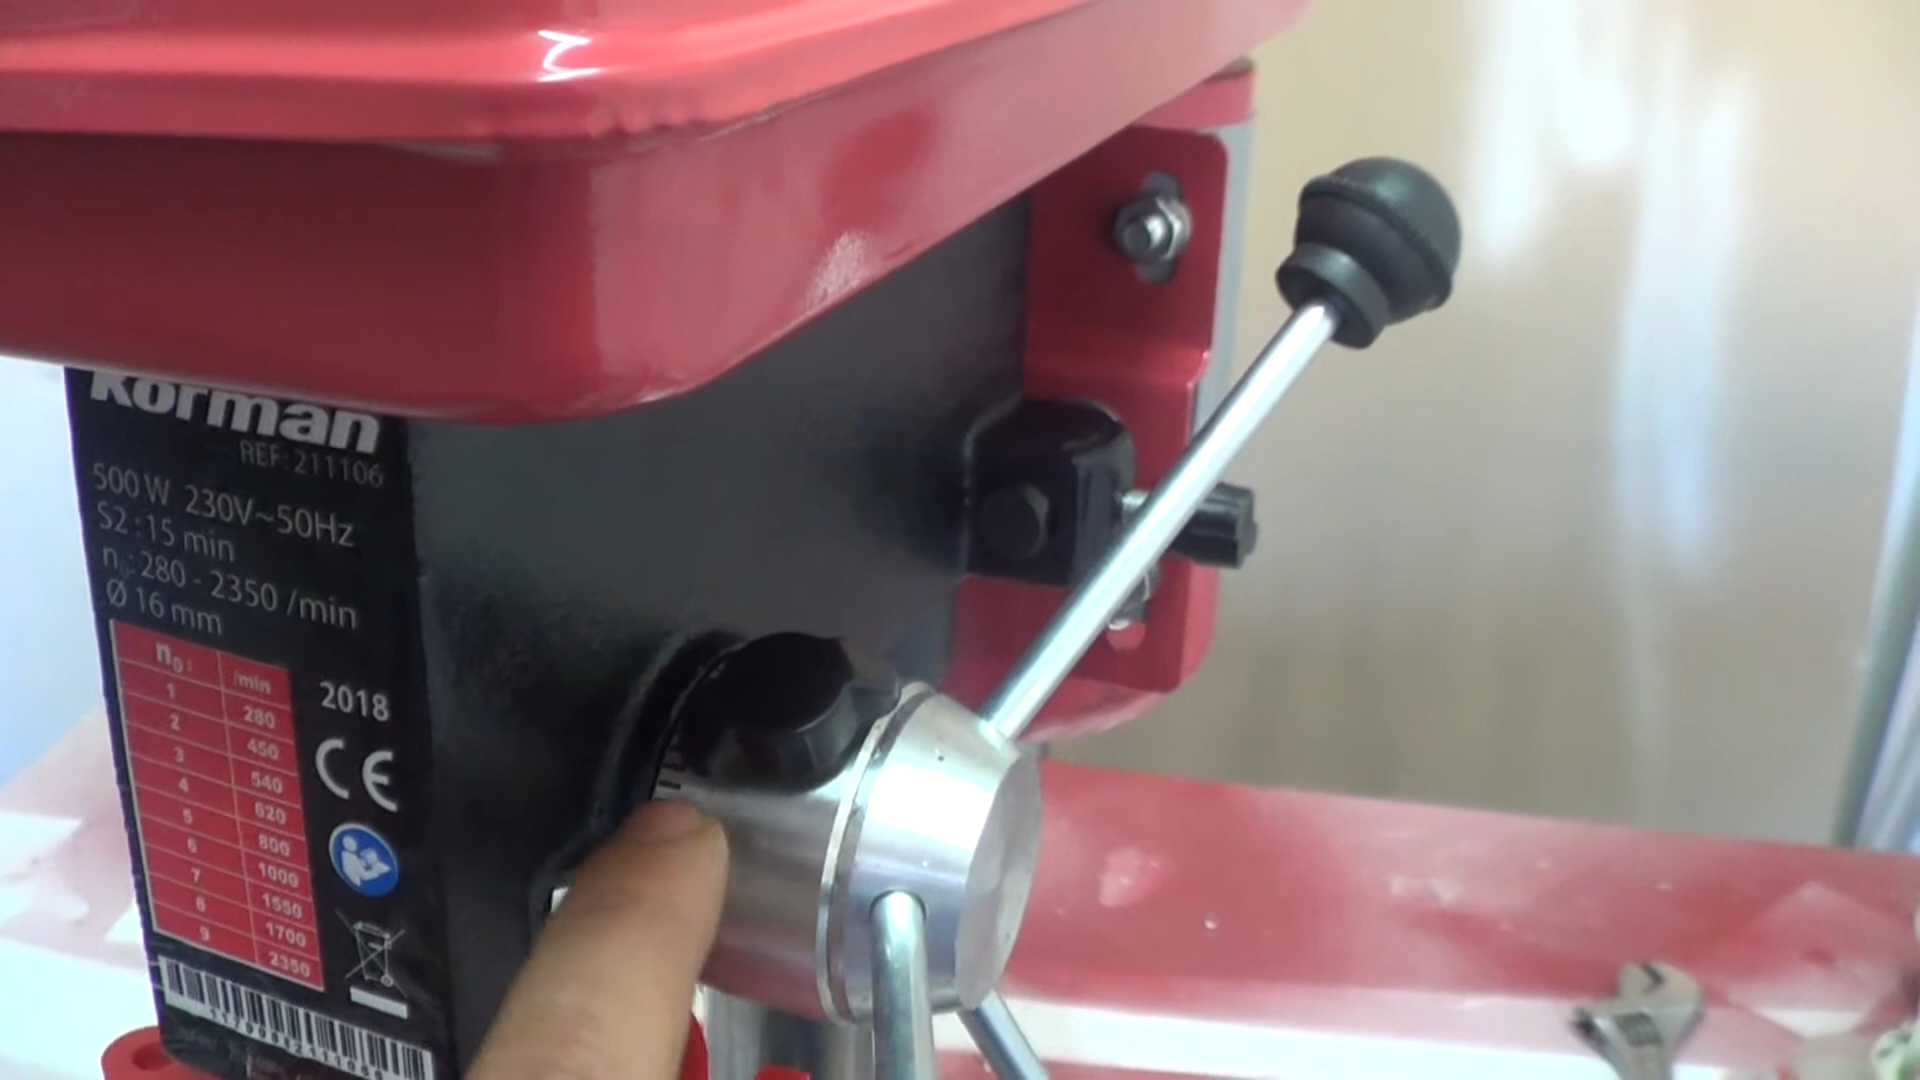 Korman
REF: 211106
500 W 230V~50Hz
S2 : 15 min
n₀: 280 - 2350 /min
Ø 16 mm
n₀: /min
1 280
2 450
3 540
4 620
5 800
6 1000
7 1550
8 1700
9 2350
2018
CE